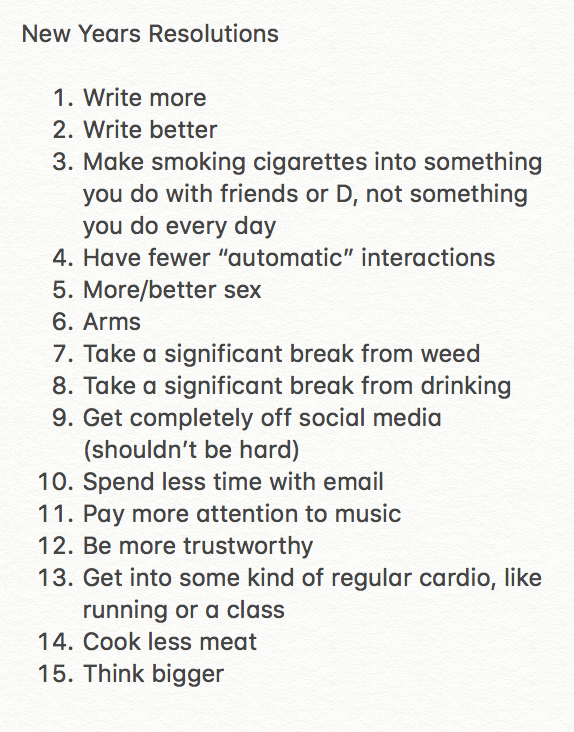 New Years Resolutions
1. Write more
2. Write better
3. Make smoking cigarettes into something
you do with friends or D, not something
you do every day
4. Have fewer “automatic” interactions
5. More/better sex
6. Arms
7. Take a significant break from weed
8. Take a significant break from drinking
9. Get completely off social media
(shouldn’t be hard)
10. Spend less time with email
11. Pay more attention to music
12. Be more trustworthy
13. Get into some kind of regular cardio, like
running or a class
14. Cook less meat
15. Think bigger